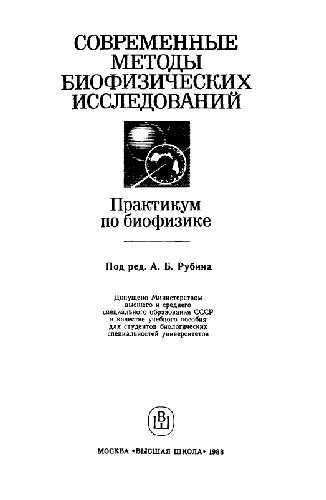 СОВРЕМЕННЫЕ
МЕТОДЫ
БИОФИЗИЧЕСКИХ
ИССЛЕДОВАНИЙ
Практикум
по биофизике
Под ред. А. Б. Рубина
Допущено Министерством
высшего и среднего
специального образования СССР
в качестве учебного пособия
для студентов биологических
специальностей университетов
ВШ
МОСКВА «ВЫСШАЯ ШКОЛА» 1988